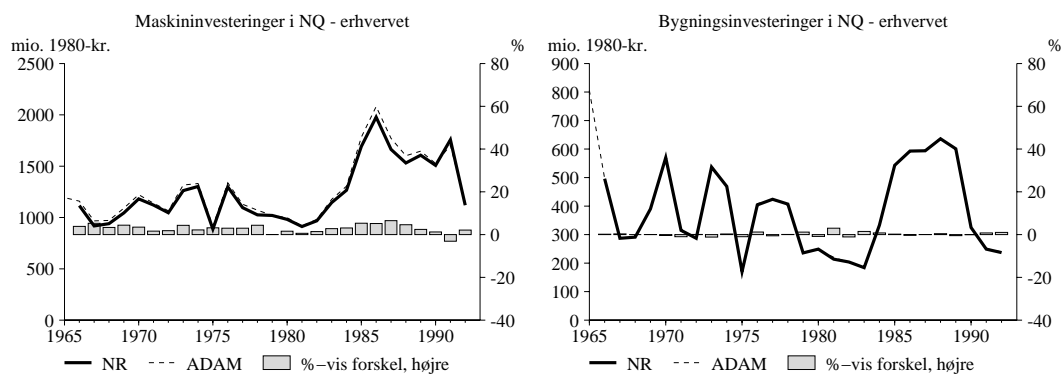 Maskininvesteringer i NQ - erhvervet
mio. 1980-kr. %
2500 80
2000 60
1500 40
1000 20
500 0
0 -20
-40
1965 1970 1975 1980 1985 1990
NR ADAM %-vis forskel, højre
Bygningsinvesteringer i NQ - erhvervet
mio. 1980-kr. %
900 80
800 60
700 40
600 20
500 0
400 -20
300 -40
200
100
0
1965 1970 1975 1980 1985 1990
NR ADAM %-vis forskel, højre